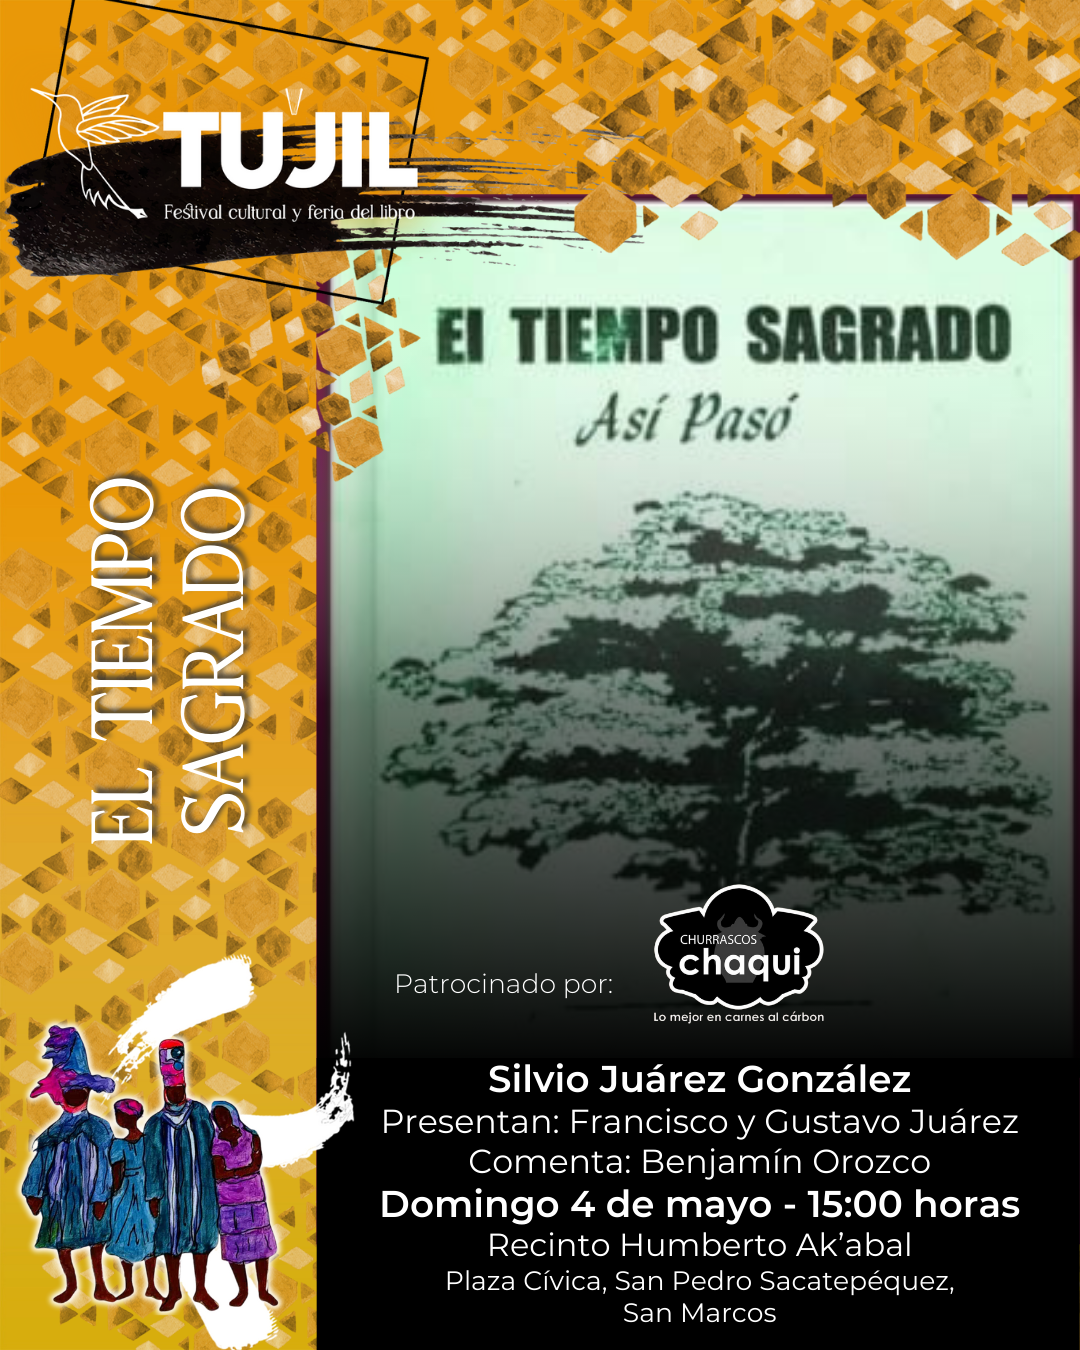 TUJIL
Festival cultural y feria del libro
El TIEMPO SAGRADO
Así Pasó
EL TIEMPO
SAGRADO
Patrocinado por:
CHURRASCOS
chaqui
Lo mejor en carnes al cárbon
Silvio Juárez González
Presentan: Francisco y Gustavo Juárez
Comenta: Benjamín Orozco
Domingo 4 de mayo - 15:00 horas
Recinto Humberto Ak’abal
Plaza Cívica, San Pedro Sacatepéquez,
San Marcos